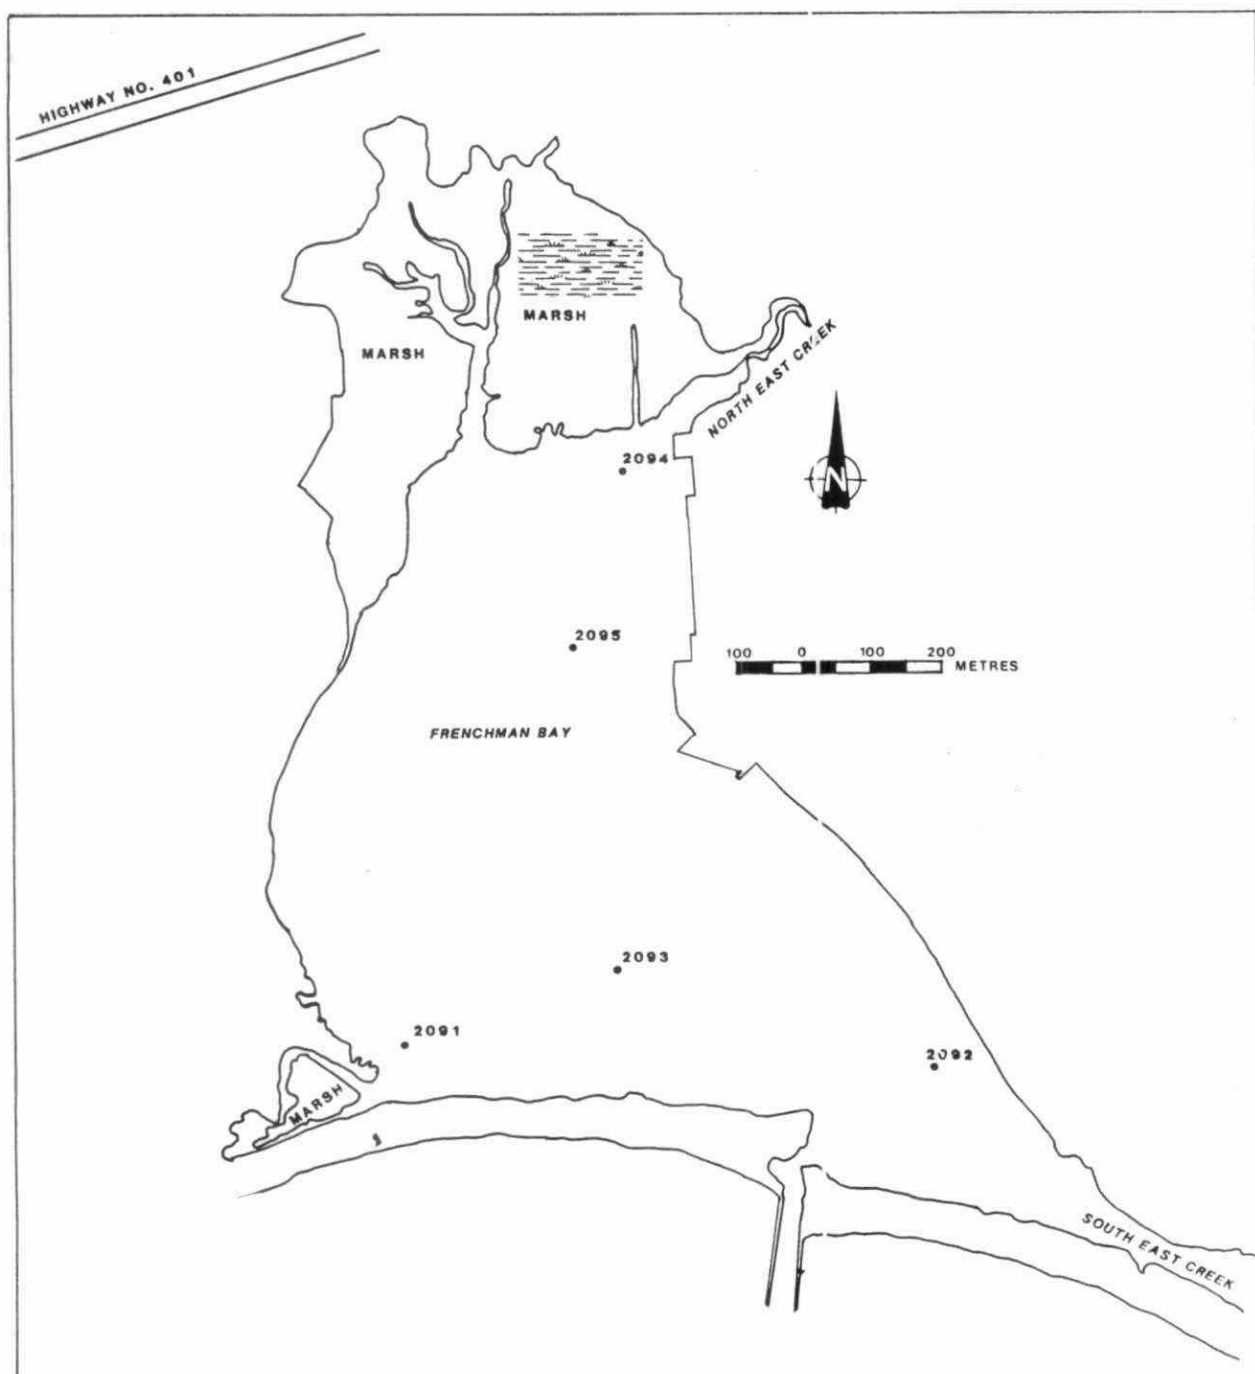 HIGHWAY NO. 401
MARSH
MARSH
NORTH EAST CREEK
2094
N
2095
100 0 100 200 METRES
FRENCHMAN BAY
2093
2091
2092
MARSH
SOUTH EAST CREEK